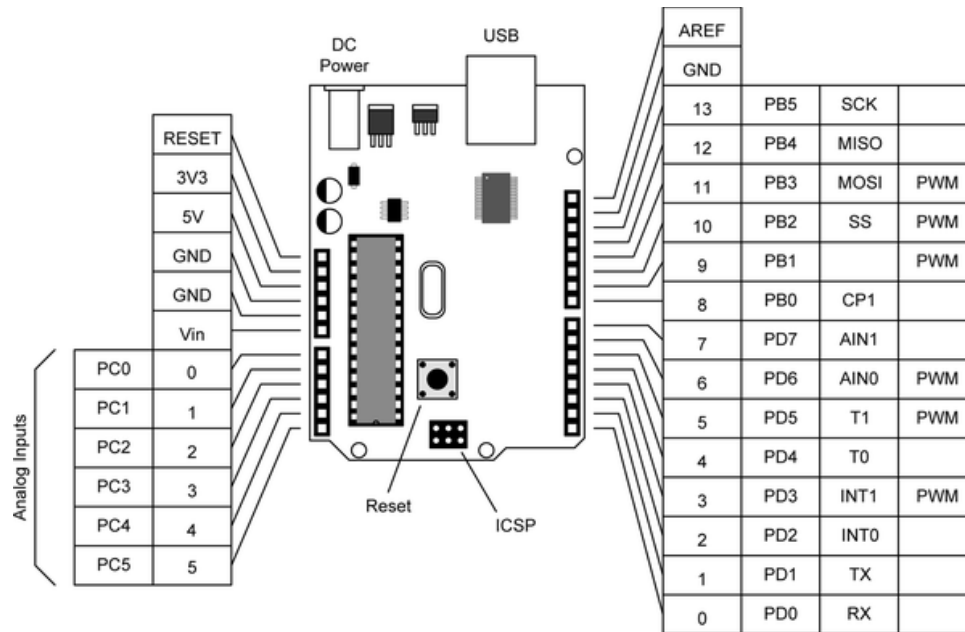 DC
Power
USB
RESET
3V3
5V
GND
GND
Vin
PC0 0
PC1 1
PC2 2
PC3 3
PC4 4
PC5 5
Analog Inputs
Reset
ICSP
AREF
GND
13 PB5 SCK
12 PB4 MISO
11 PB3 MOSI PWM
10 PB2 SS PWM
9 PB1 PWM
8 PB0 CP1
7 PD7 AIN1
6 PD6 AIN0 PWM
5 PD5 T1 PWM
4 PD4 T0
3 PD3 INT1 PWM
2 PD2 INT0
1 PD1 TX
0 PD0 RX